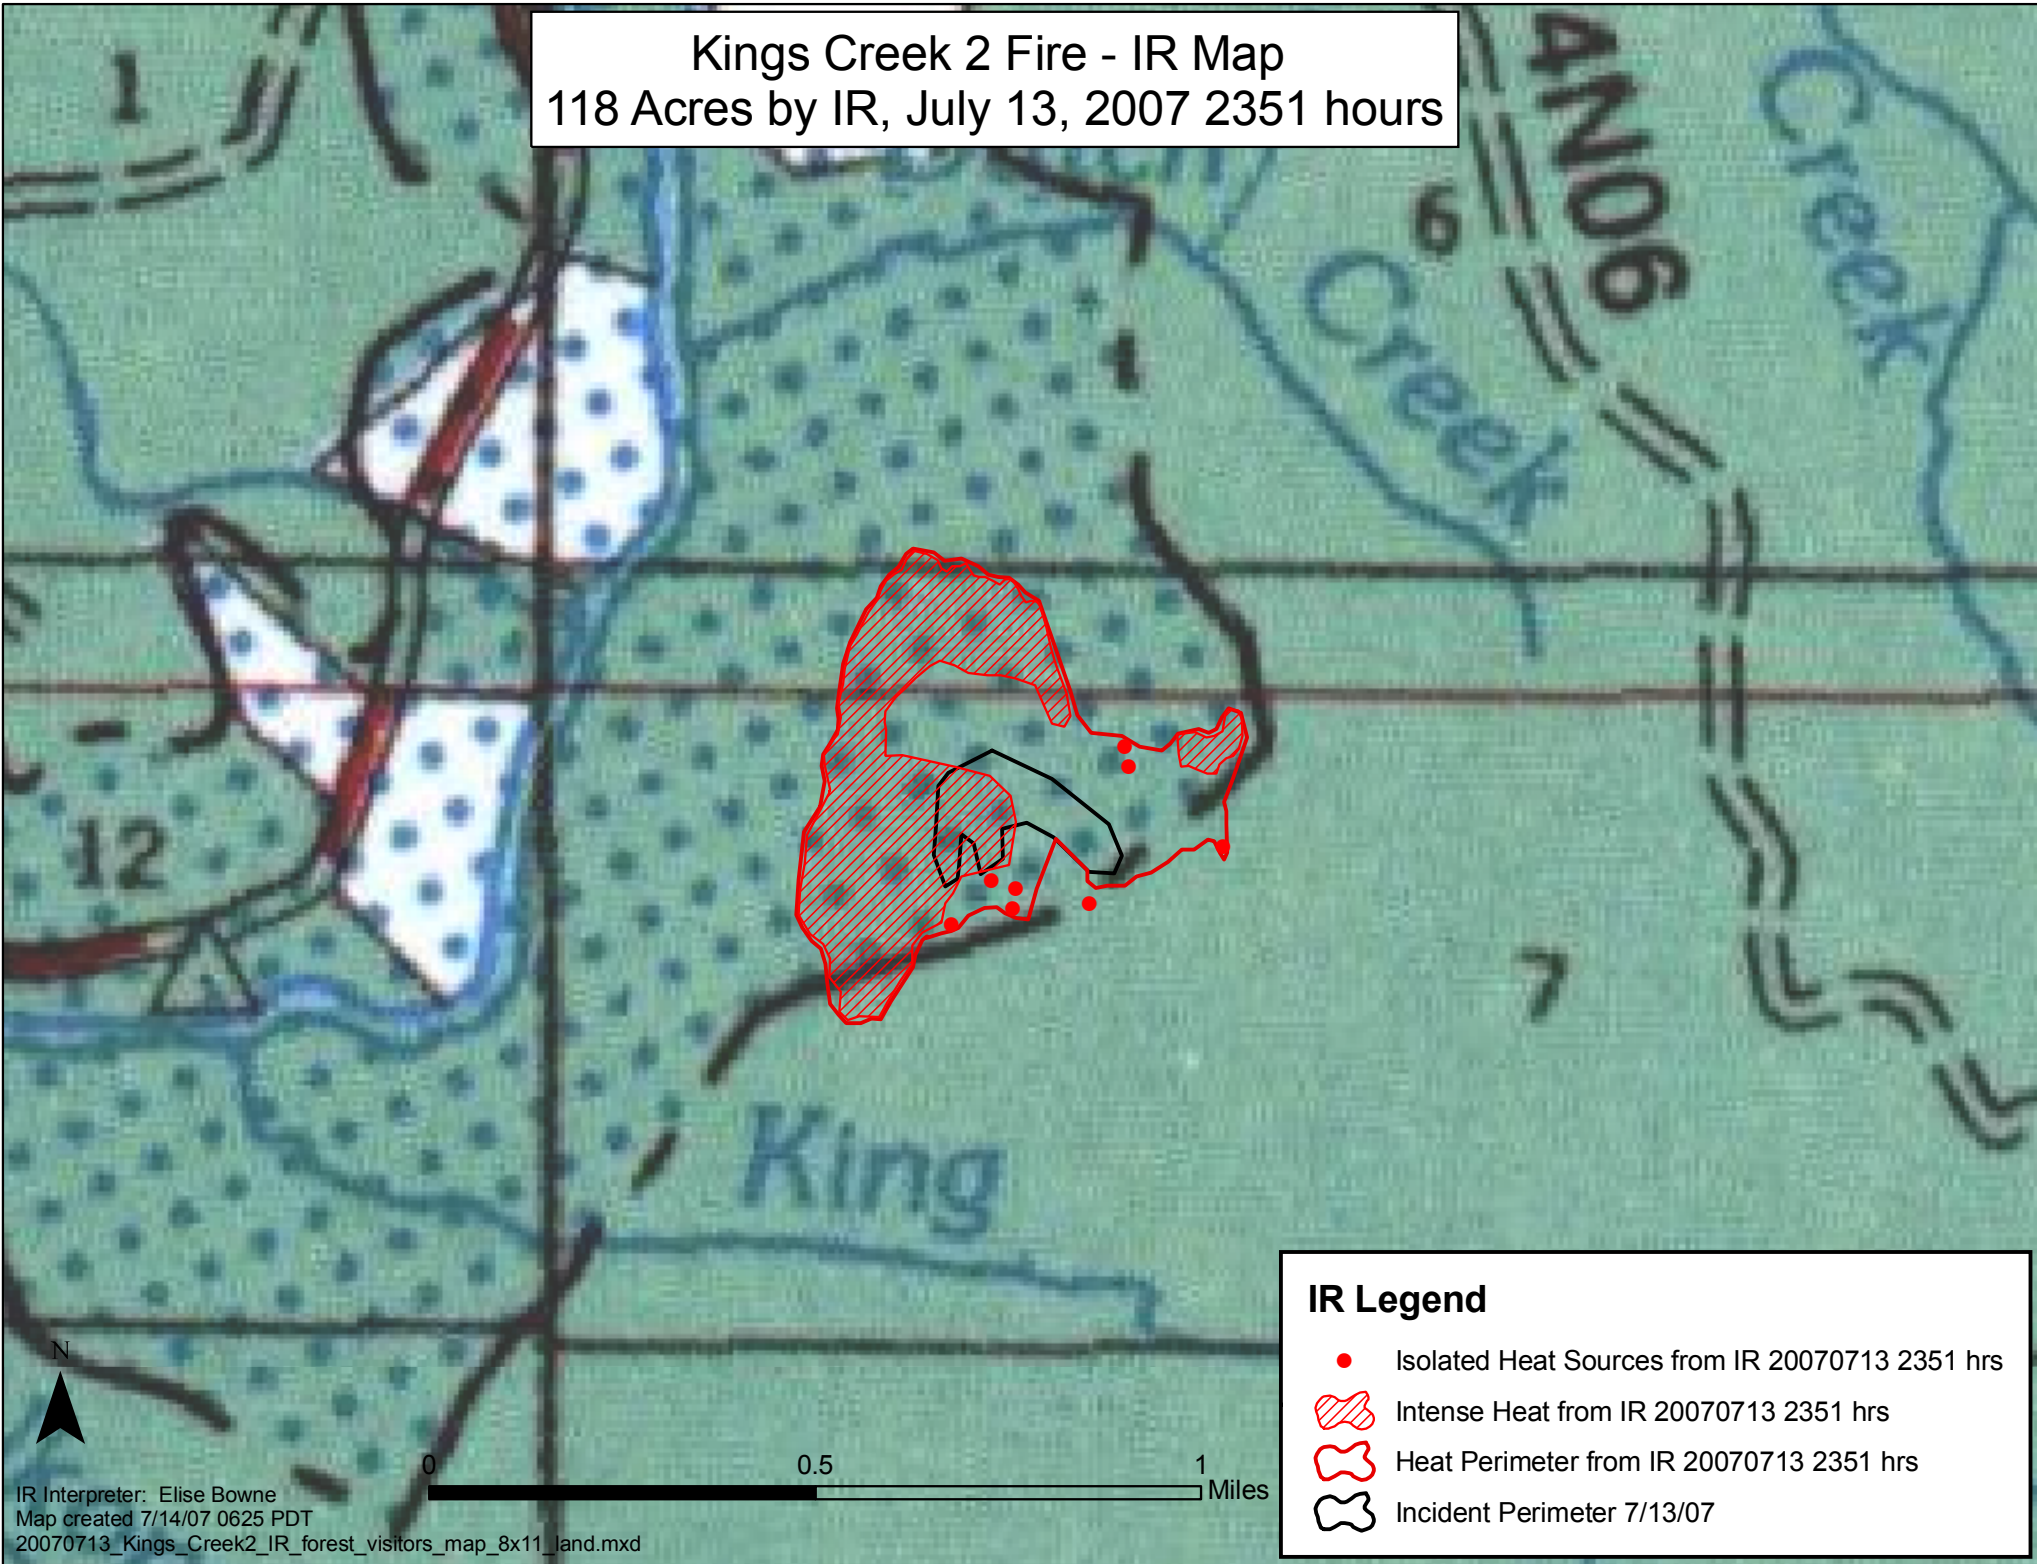 Kings Creek 2 Fire - IR Map
118 Acres by IR, July 13, 2007 2351 hours
1
4N06
Creek
6
Creek
12
7
King
N
0 0.5 1
Miles
IR Interpreter: Elise Bowne
Map created 7/14/07 0625 PDT
20070713_Kings_Creek2_IR_forest_visitors_map_8x11_land.mxd
IR Legend
Isolated Heat Sources from IR 20070713 2351 hrs
Intense Heat from IR 20070713 2351 hrs
Heat Perimeter from IR 20070713 2351 hrs
Incident Perimeter 7/13/07